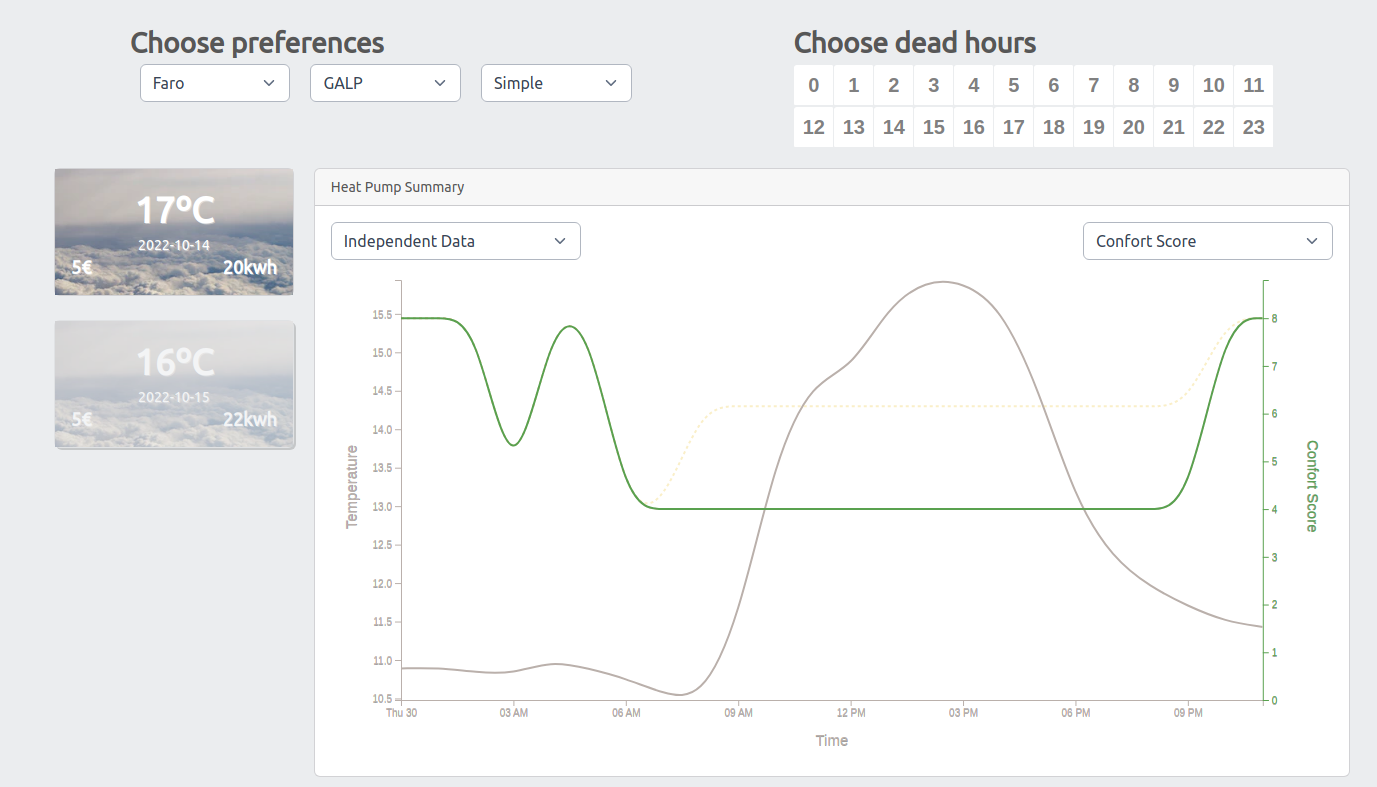 Choose preferences
Faro
GALP
Simple
Choose dead hours
0 1 2 3 4 5 6 7 8 9 10 11
12 13 14 15 16 17 18 19 20 21 22 23
17ºC
2022-10-14
5€ 20kwh
16ºC
2022-10-15
5€ 22kwh
Heat Pump Summary
Independent Data
Confort Score
15.5
15.0
14.5
14.0
13.5
13.0
12.5
12.0
11.5
11.0
10.5
Temperature
8
7
6
5
4
3
2
1
0
Confort Score
Thu 30 03 AM 06 AM 09 AM 12 PM 03 PM 06 PM 09 PM
Time